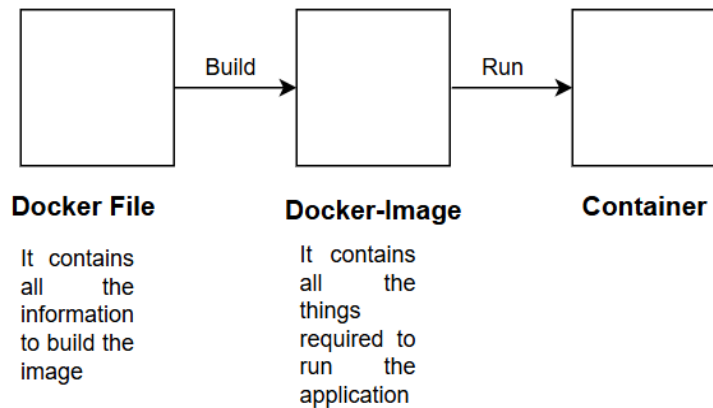 Build
Run
Docker File
Docker-Image
Container
It contains
all the
information
to build the
image
It contains
all the
things
required to
run the
application